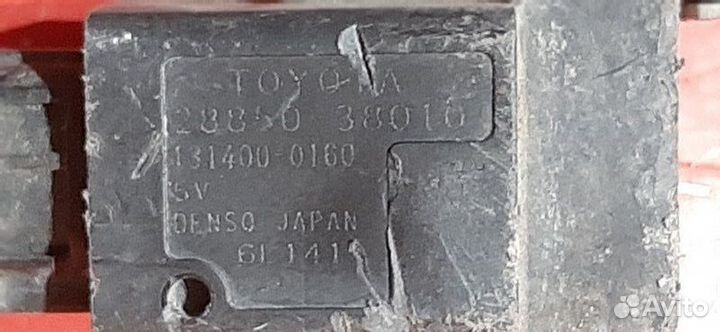 TOYOTA
28850 38010
131400-0160
5V
DENSO JAPAN
6L141
Avito